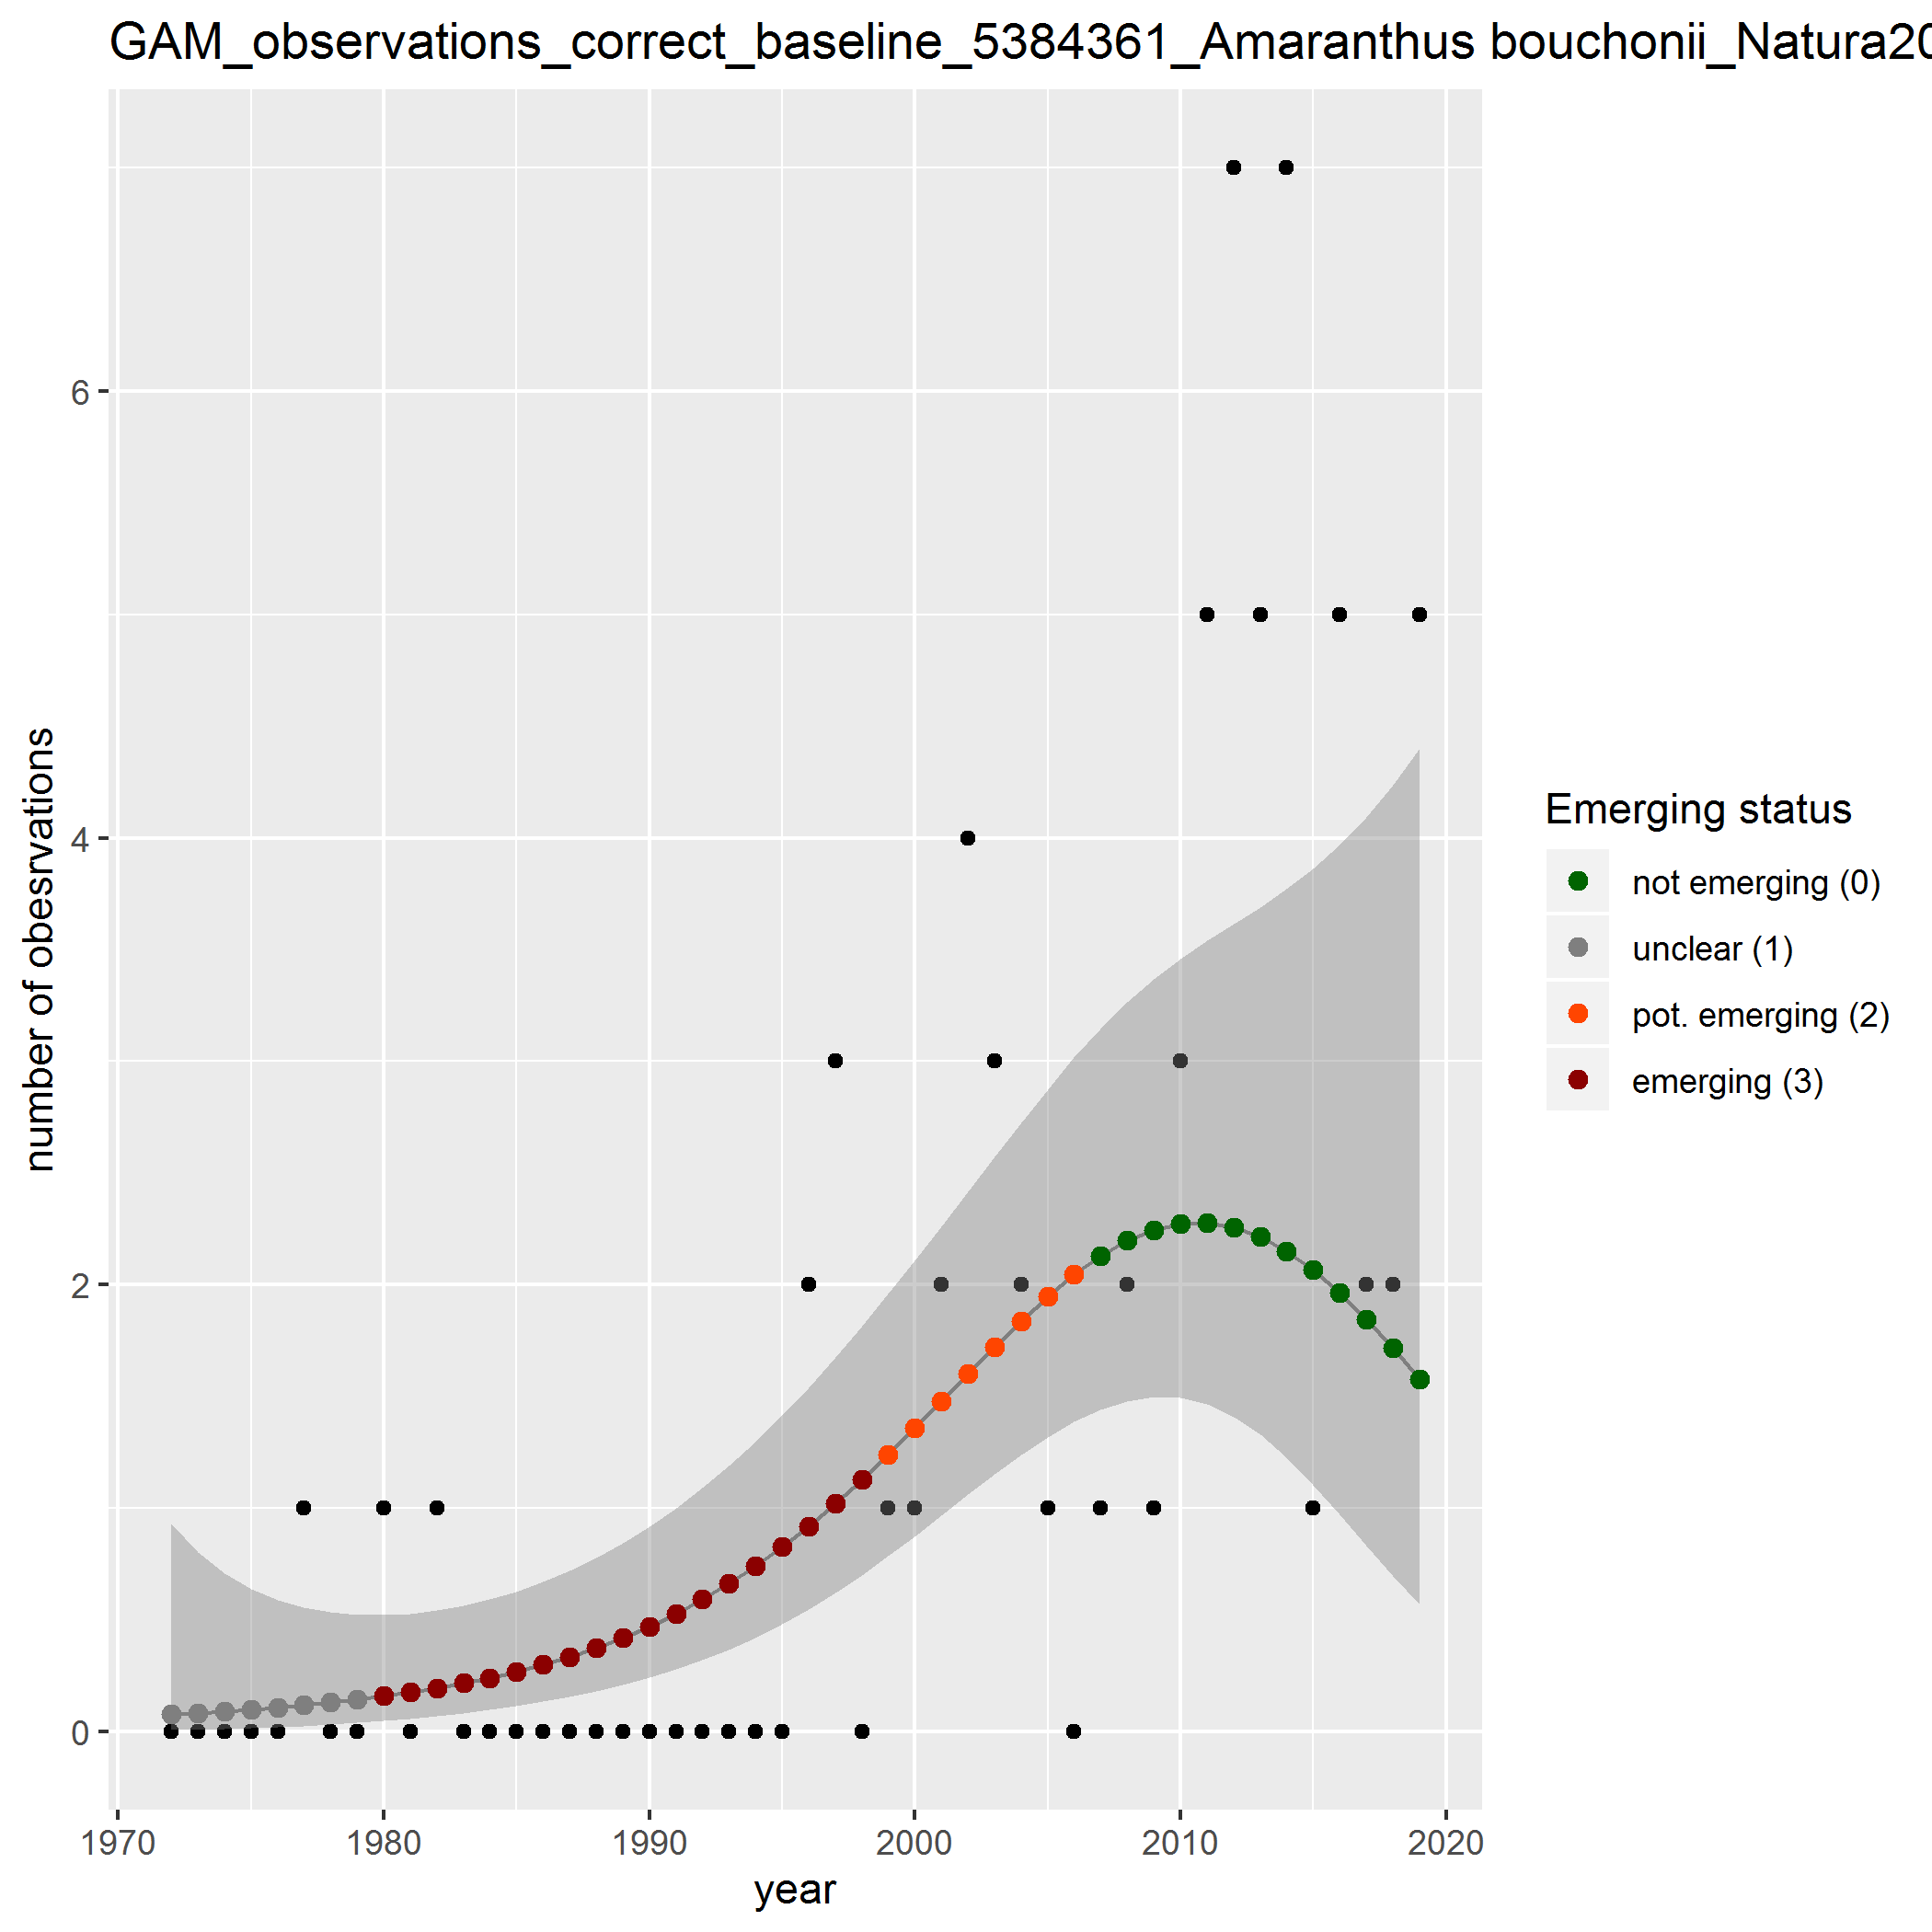 GAM_observations_correct_baseline_5384361_Amaranthus bouchonii_Natura20
number of obesrvations
6
4
2
0
1970 1980 1990 2000 2010 2020
year
Emerging status
not emerging (0)
unclear (1)
pot. emerging (2)
emerging (3)